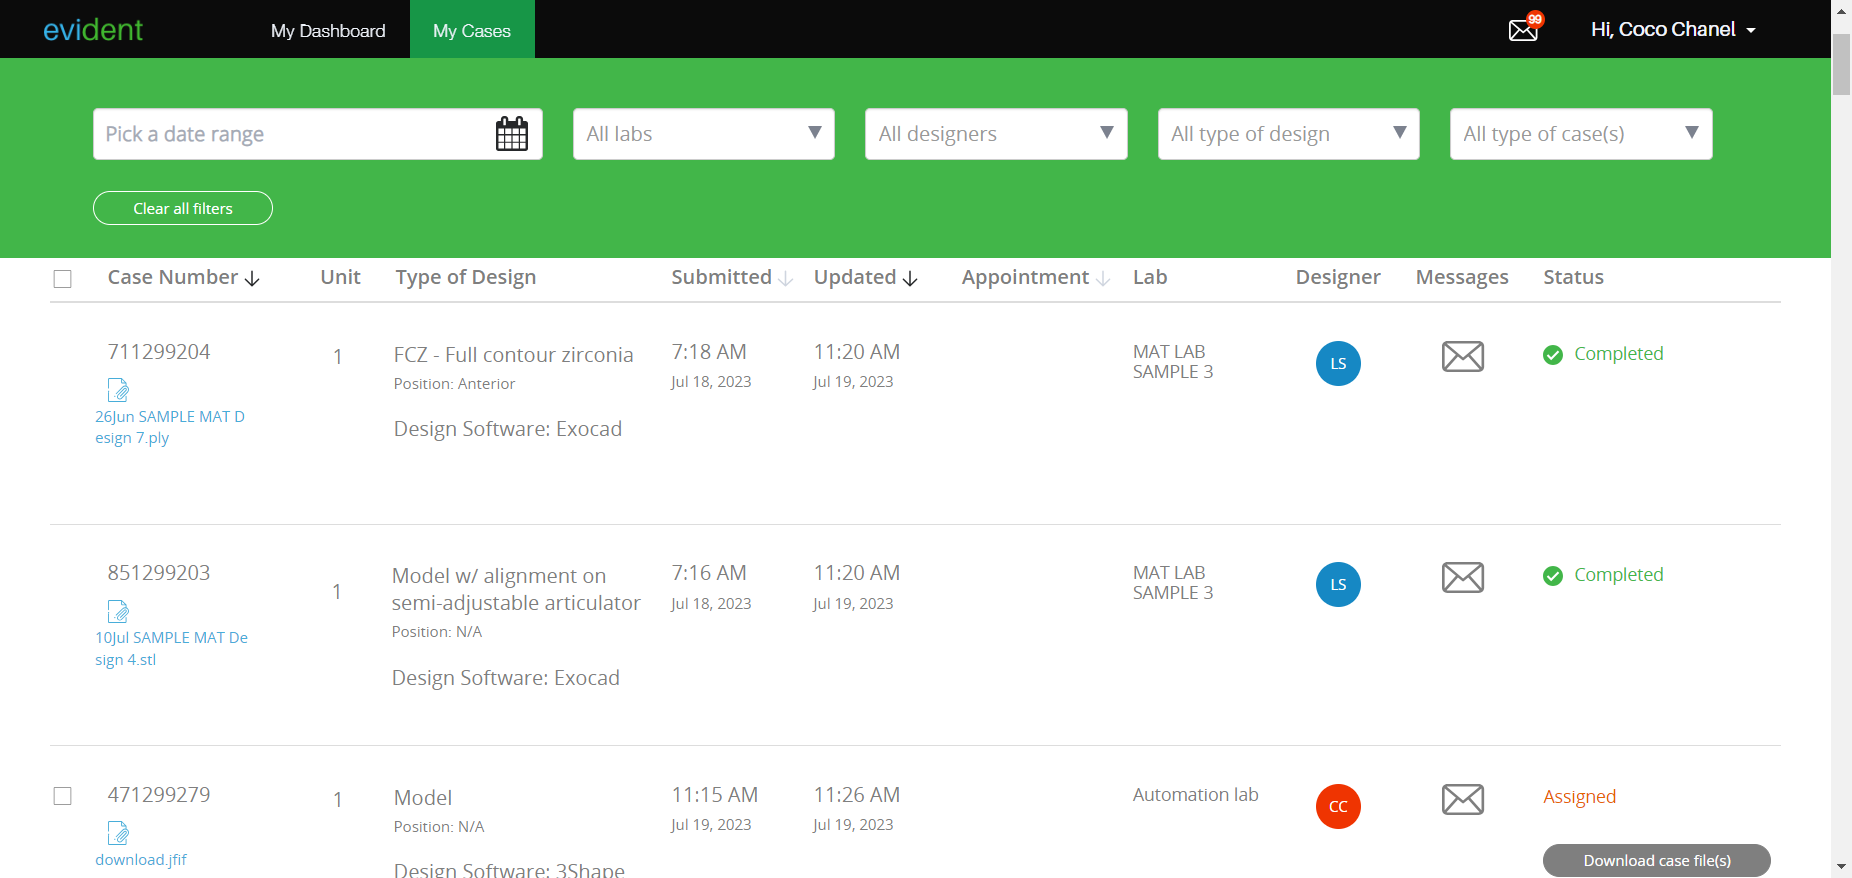 evident
My Dashboard
My Cases
99
Hi, Coco Chanel
Pick a date range
All labs
All designers
All type of design
All type of case(s)
Clear all filters
Case Number
Unit
Type of Design
Submitted
Updated
Appointment
Lab
Designer
Messages
Status
711299204
26Jun SAMPLE MAT D
esign 7.ply
1
FCZ - Full contour zirconia
Position: Anterior
Design Software: Exocad
7:18 AM
Jul 18, 2023
11:20 AM
Jul 19, 2023
MAT LAB
SAMPLE 3
LS
Completed
851299203
10Jul SAMPLE MAT De
sign 4.stl
1
Model w/ alignment on
semi-adjustable articulator
Position: N/A
Design Software: Exocad
7:16 AM
Jul 18, 2023
11:20 AM
Jul 19, 2023
MAT LAB
SAMPLE 3
LS
Completed
471299279
download.jfif
1
Model
Position: N/A
Design Software: 3Shape
11:15 AM
Jul 19, 2023
11:26 AM
Jul 19, 2023
Automation lab
CC
Assigned
Download case file(s)